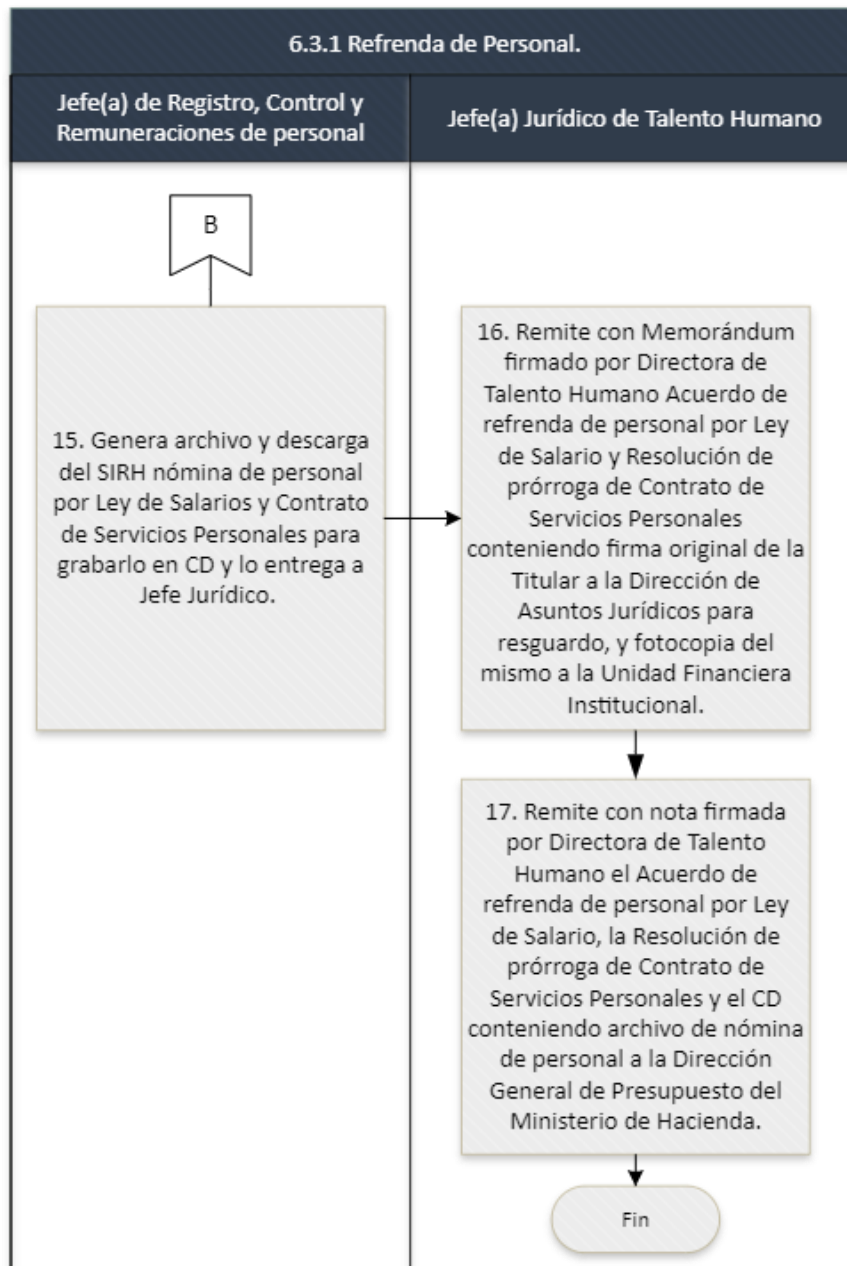 6.3.1 Refrenda de Personal.
Jefe(a) de Registro, Control y
Remuneraciones de personal
Jefe(a) Jurídico de Talento Humano
B
15. Genera archivo y descarga
del SIRH nómina de personal
por Ley de Salarios y Contrato
de Servicios Personales para
grabarlo en CD y lo entrega a
Jefe Jurídico.
16. Remite con Memorándum
firmado por Directora de
Talento Humano Acuerdo de
refrenda de personal por Ley
de Salario y Resolución de
prórroga de Contrato de
Servicios Personales
conteniendo firma original de la
Titular a la Dirección de
Asuntos Jurídicos para
resguardo, y fotocopia del
mismo a la Unidad Financiera
Institucional.
17. Remite con nota firmada
por Directora de Talento
Humano el Acuerdo de
refrenda de personal por Ley
de Salario, la Resolución de
prórroga de Contrato de
Servicios Personales y el CD
conteniendo archivo de nómina
de personal a la Dirección
General de Presupuesto del
Ministerio de Hacienda.
Fin